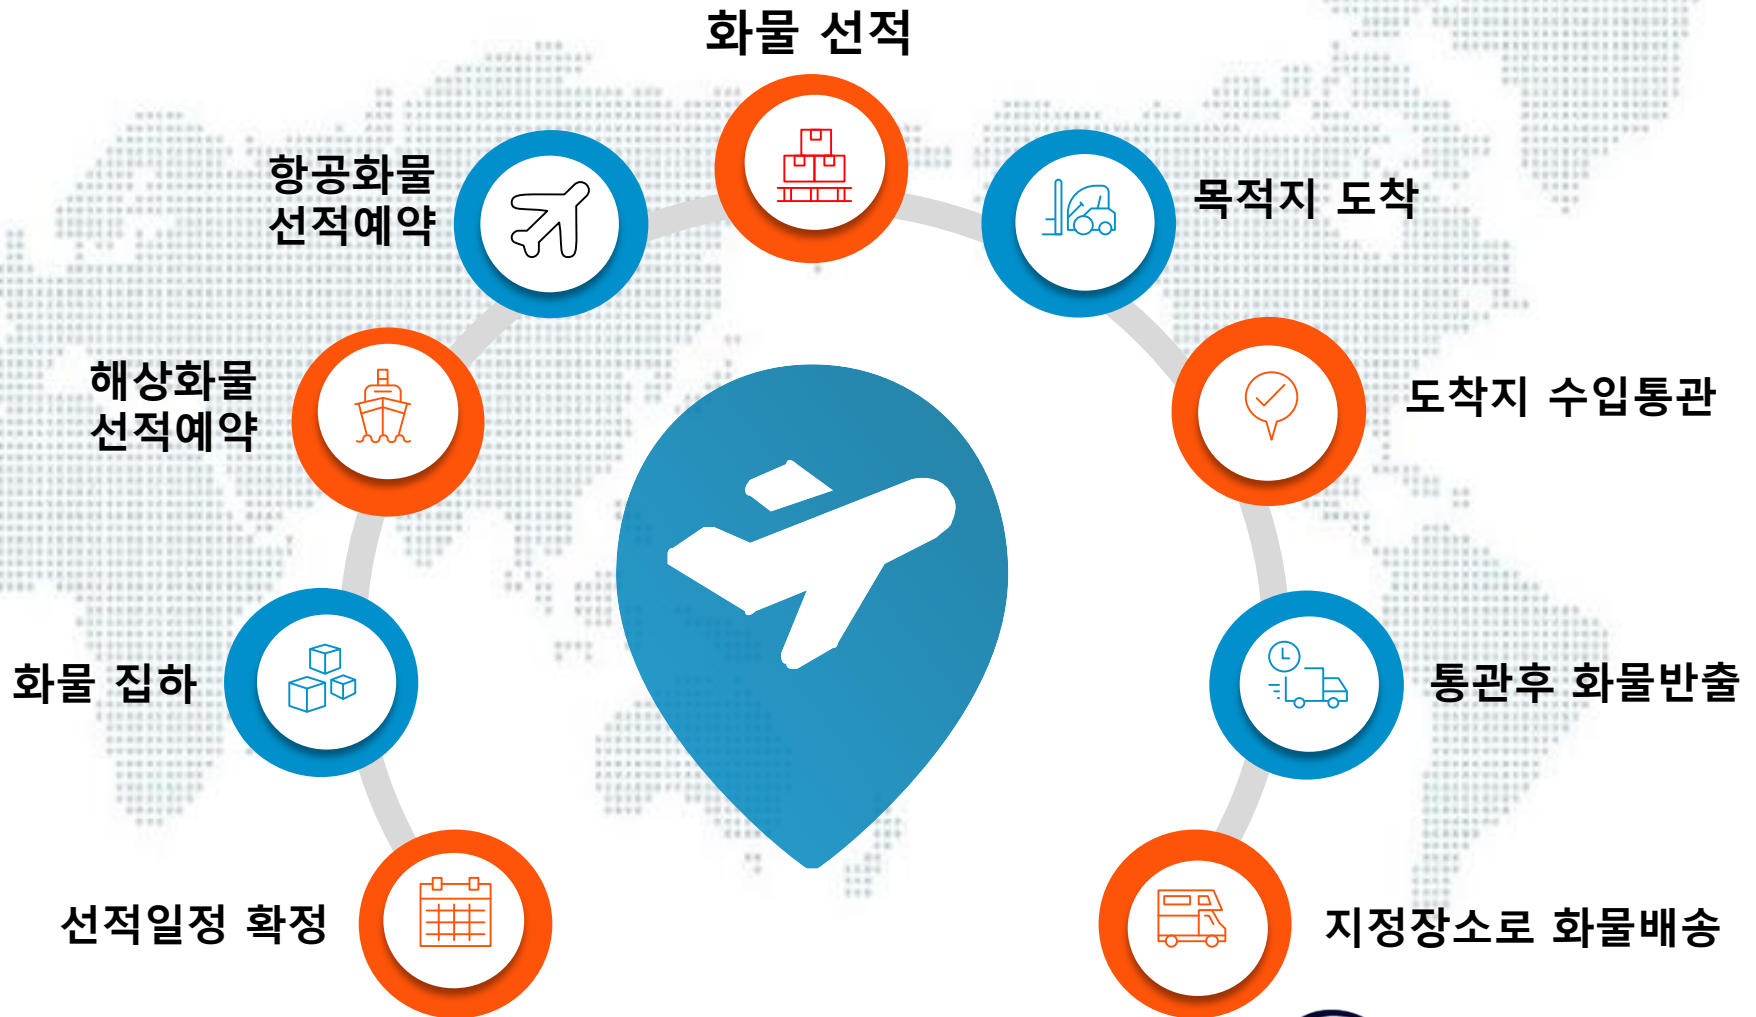 화물 선적
항공화물
선적예약
목적지 도착
해상화물
선적예약
도착지 수입통관
화물 집하
통관후 화물반출
선적일정 확정
지정장소로 화물배송